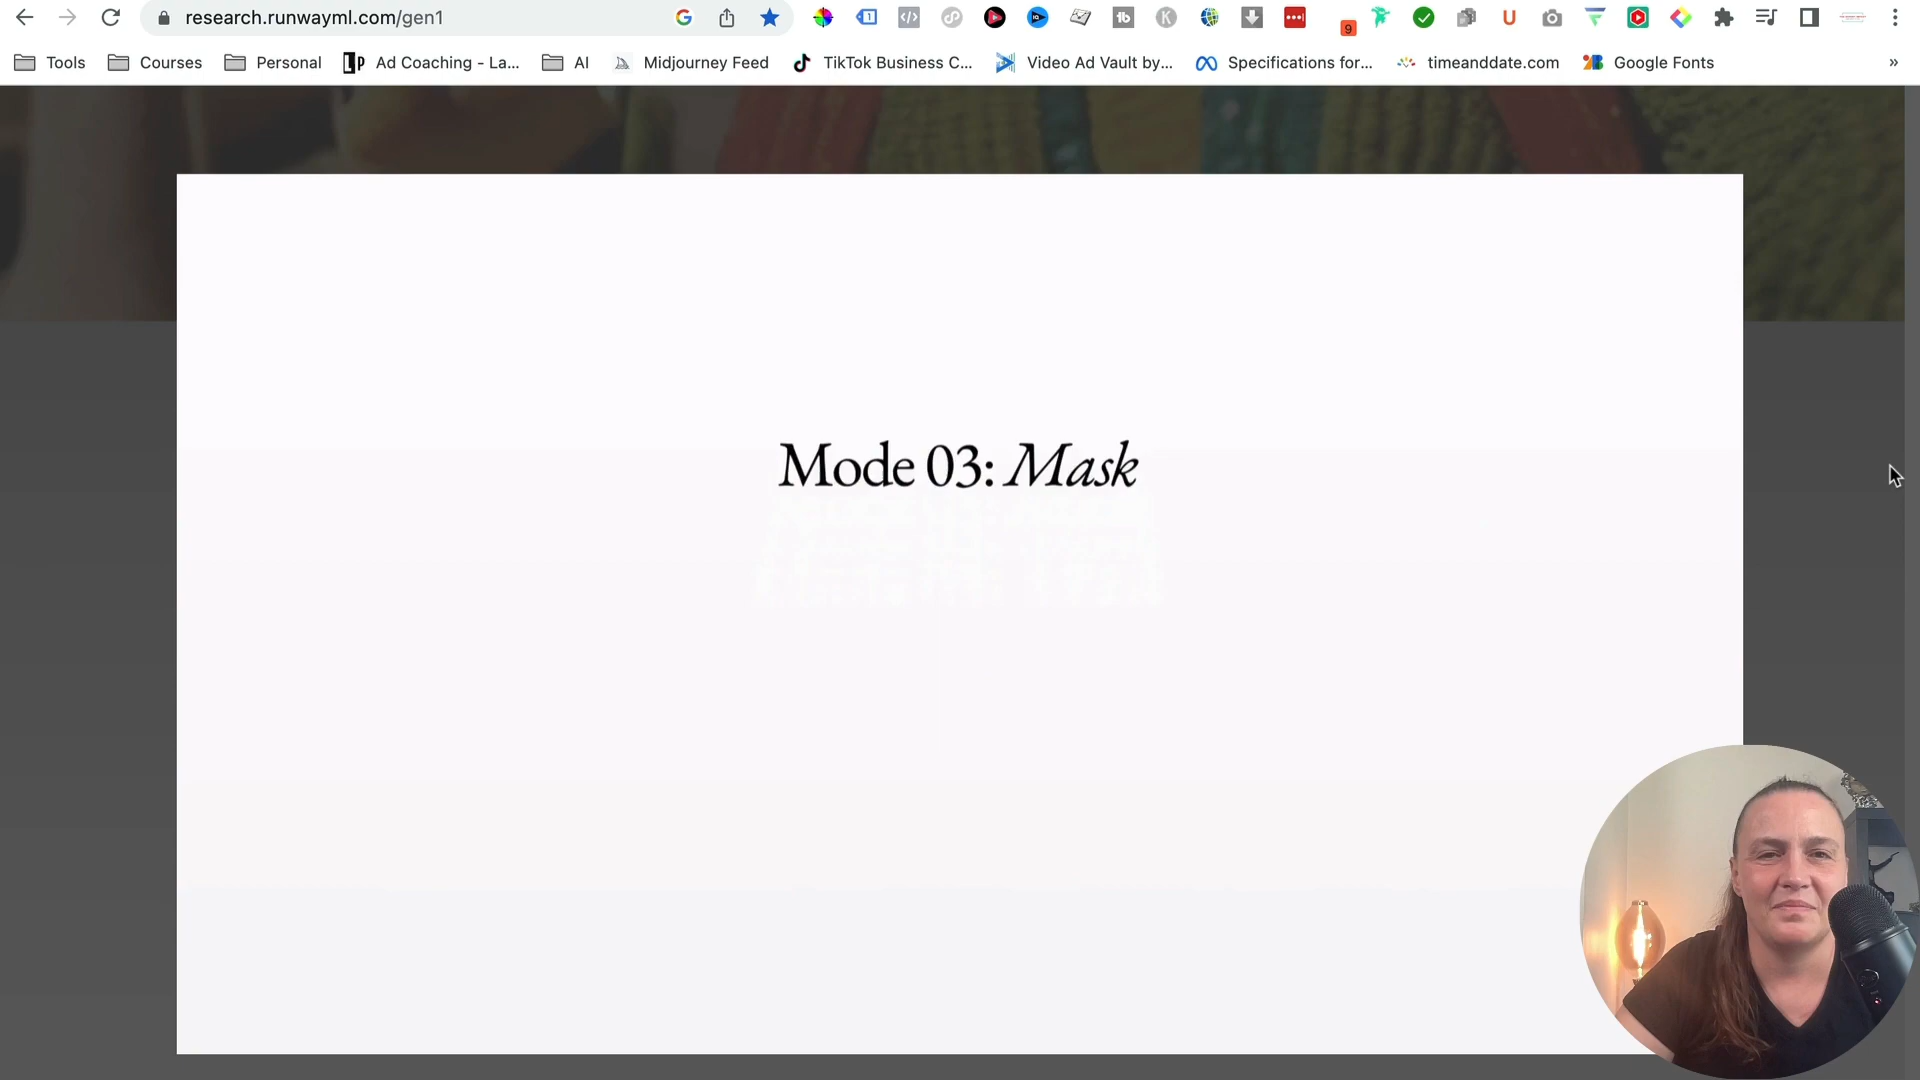 research.runwayml.com/gen1
9
Tools Courses Personal Ad Coaching - La... AI Midjourney Feed TikTok Business C... Video Ad Vault by... Specifications for... timeanddate.com Google Fonts »
Mode 03: Mask